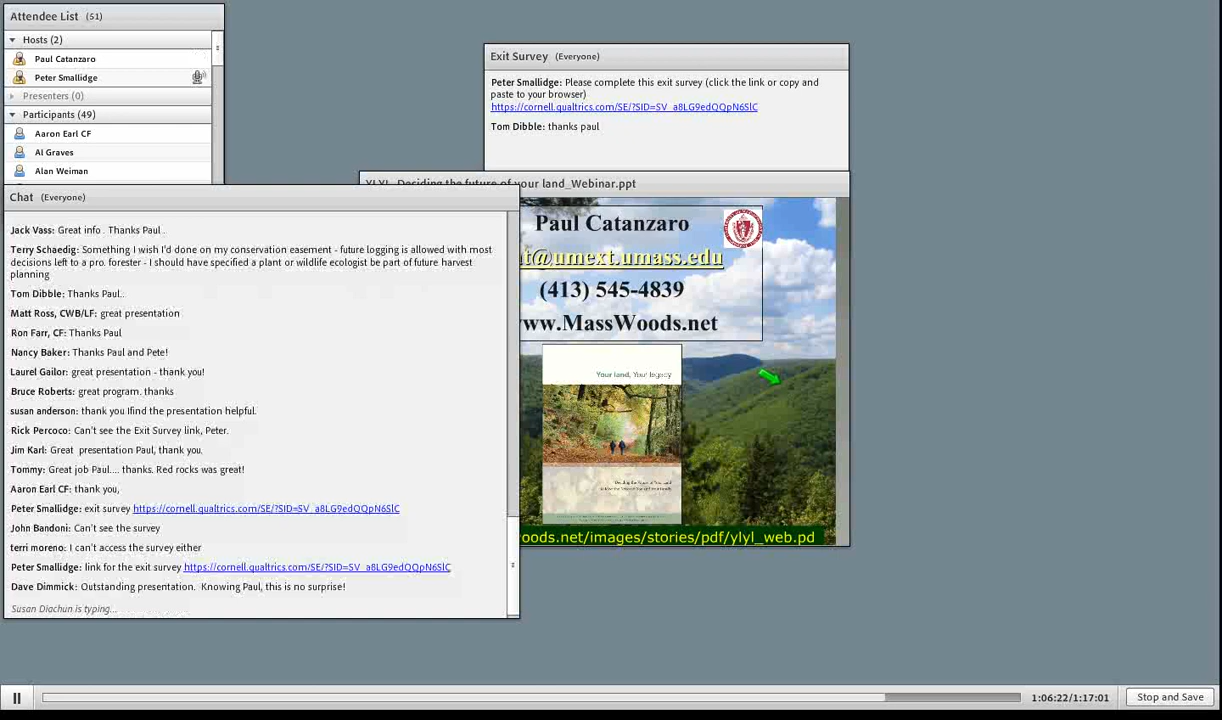 Attendee List (51)
Hosts (2)
Paul Catanzaro
Peter Smallidge
Presenters (0)
Participants (49)
Aaron Earl CF
Al Graves
Alan Weiman
Exit Survey (Everyone)
Peter Smallidge: Please complete this exit survey (click the link or copy and
paste to your browser)
https://cornell.qualtrics.com/SE/?SID=SV_a8LG9edQQpN6SlC
Tom Dibble: thanks paul
YLYL_Deciding the future of your land_Webinar.ppt
Paul Catanzaro
t@umext.umass.edu
(413) 545-4839
www.MassWoods.net
Your land, Your legacy
oods.net/images/stories/pdf/ylyl_web.pd
Chat (Everyone)
Jack Vass: Great info . Thanks Paul .
Terry Schaedig: Something I wish I'd done on my conservation easement - future logging is allowed with most
decisions left to a pro. forester - I should have specified a plant or wildlife ecologist be part of future harvest
planning
Tom Dibble: Thanks Paul..
Matt Ross, CWB/LF: great presentation
Ron Farr, CF: Thanks Paul
Nancy Baker: Thanks Paul and Pete!
Laurel Gailor: great presentation - thank you!
Bruce Roberts: great program. thanks
susan anderson: thank you Ifind the presentation helpful.
Rick Percoco: Can't see the Exit Survey link, Peter.
Jim Karl: Great presentation Paul, thank you.
Tommy: Great job Paul.... thanks. Red rocks was great!
Aaron Earl CF: thank you,
Peter Smallidge: exit survey https://cornell.qualtrics.com/SE/?SID=SV_a8LG9edQQpN6SlC
John Bandoni: Can't see the survey
terri moreno: I can't access the survey either
Peter Smallidge: link for the exit survey https://cornell.qualtrics.com/SE/?SID=SV_a8LG9edQQpN6SlC
Dave Dimmick: Outstanding presentation. Knowing Paul, this is no surprise!
Susan Diachun is typing...
1:06:22/1:17:01
Stop and Save